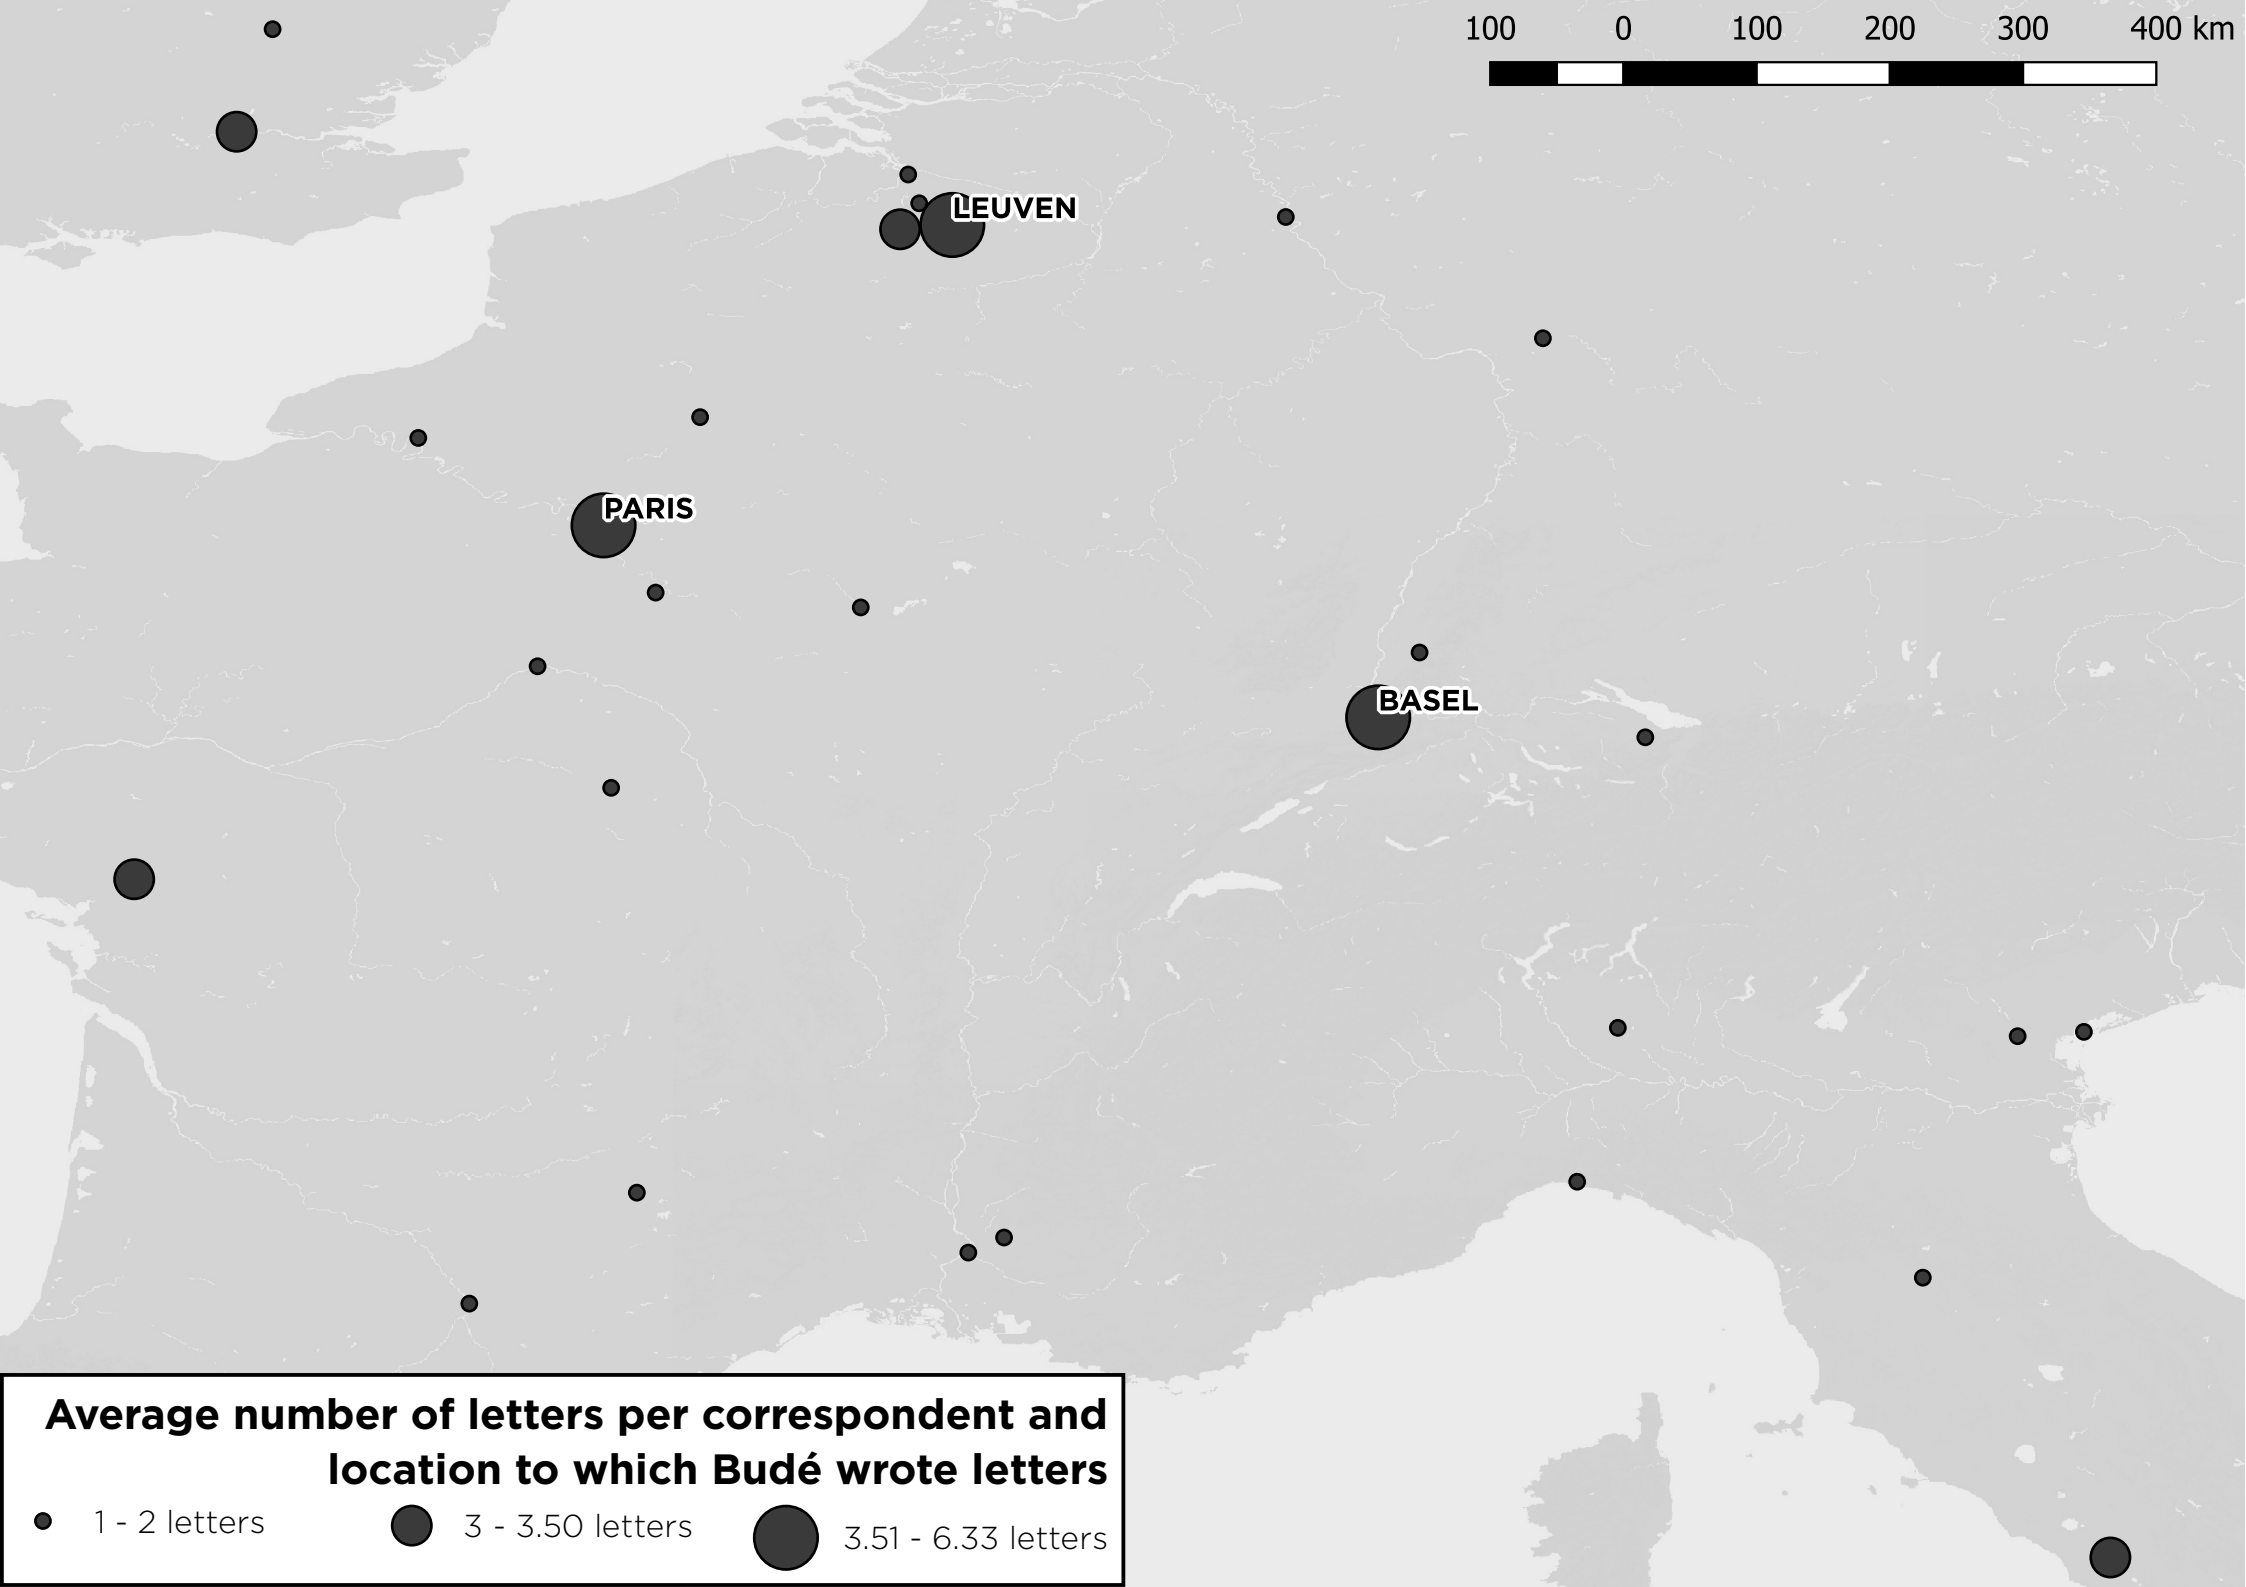 100 0 100 200 300 400 km
LEUVEN
PARIS
BASEL
Average number of letters per correspondent and
location to which Budé wrote letters
1 - 2 letters 3 - 3.50 letters 3.51 - 6.33 letters